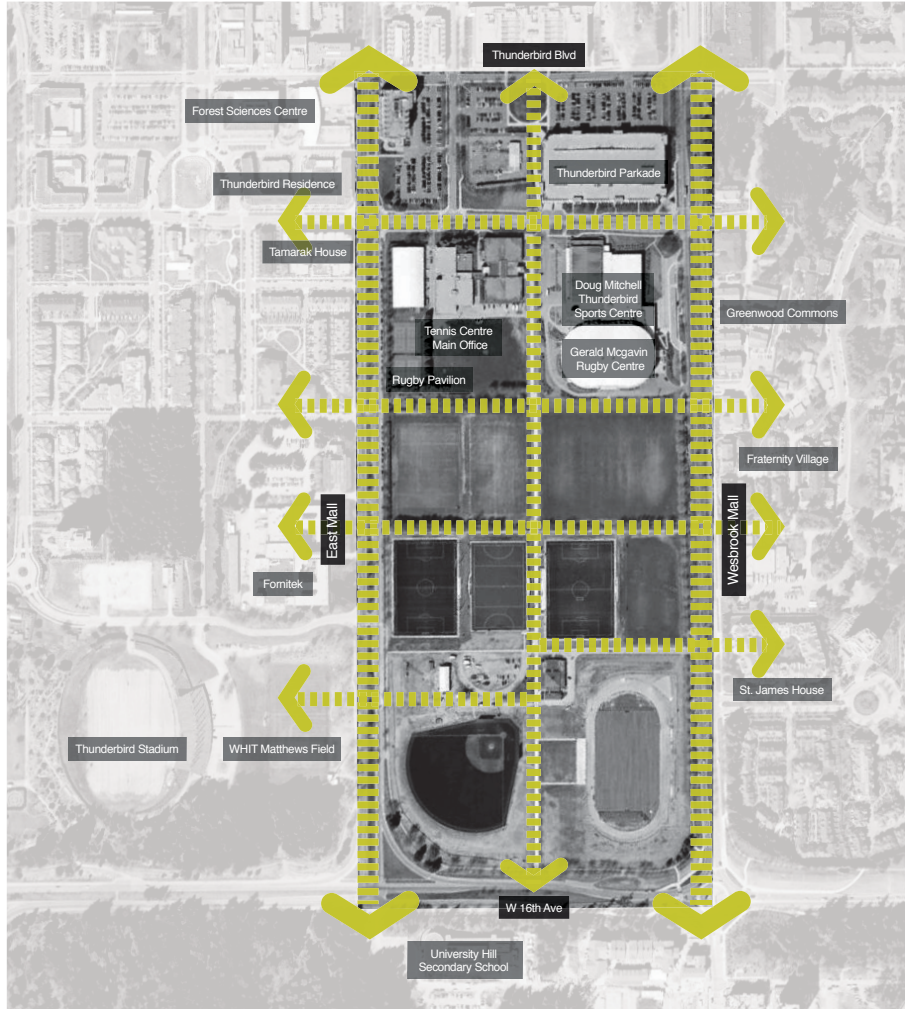 Thunderbird Blvd
Forest Sciences Centre
Thunderbird Parkade
Thunderbird Residence
Tamarak House
Doug Mitchell
Thunderbird
Sports Centre
Greenwood Commons
Tennis Centre
Main Office
Gerald Mcgavin
Rugby Centre
Rugby Pavilion
Fraternity Village
East Mall
Wesbrook Mall
Fornitek
St. James House
Thunderbird Stadium
WHIT Matthews Field
W 16th Ave
University Hill
Secondary School